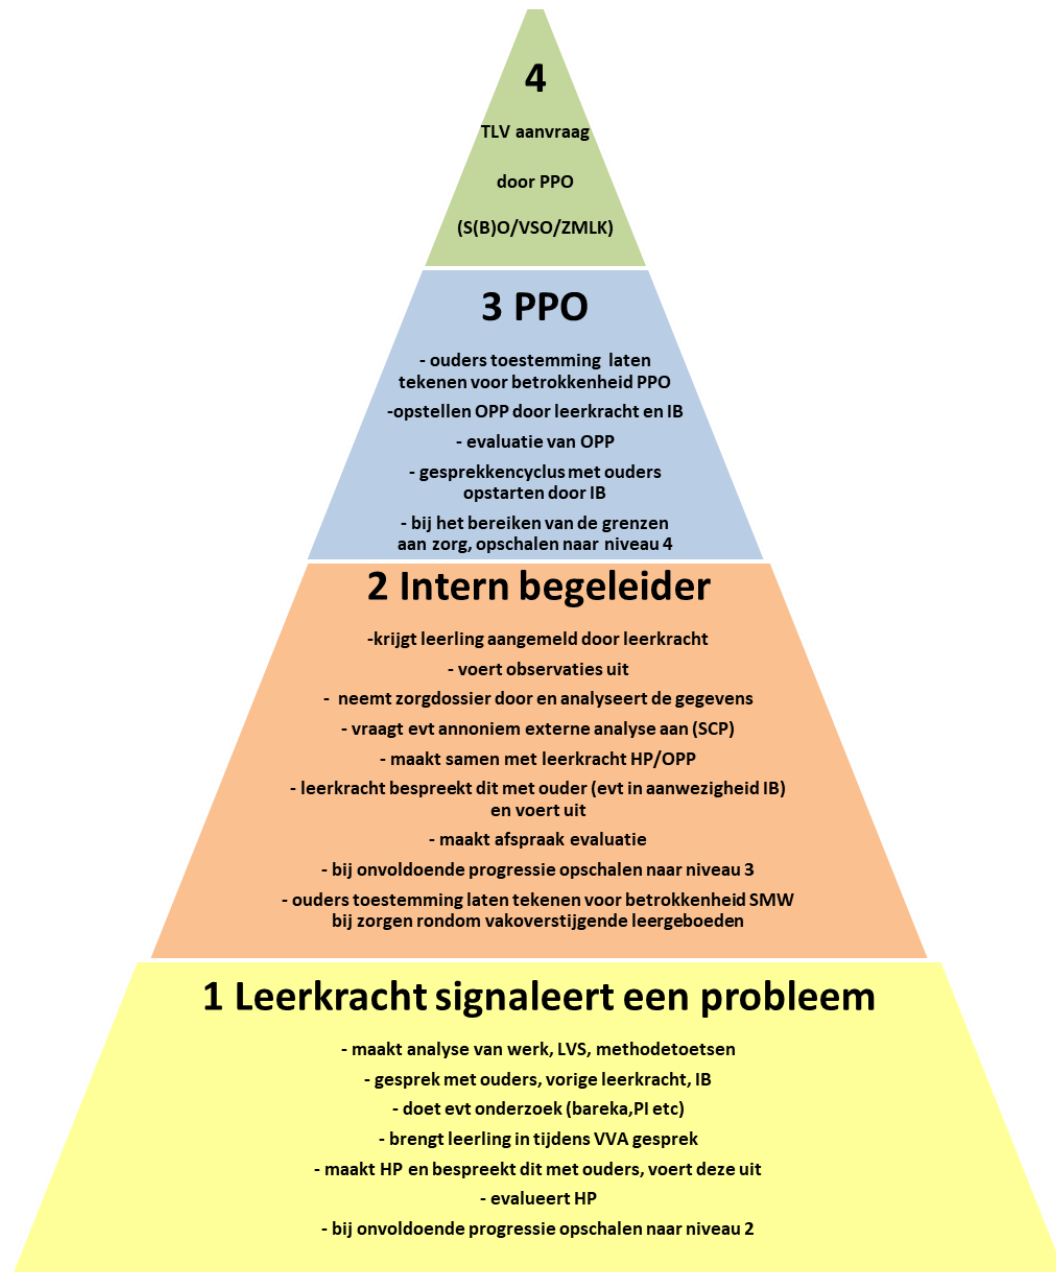 4
TLV aanvraag
door PPO
(S(B)O/VSO/ZMLK)
3 PPO
- ouders toestemming laten
tekenen voor betrokkenheid PPO
-opstellen OPP door leerkracht en IB
- evaluatie van OPP
- gesprekkencyclus met ouders
opstarten door IB
- bij het bereiken van de grenzen
aan zorg, opschalen naar niveau 4
2 Intern begeleider
-krijgt leerling aangemeld door leerkracht
- voert observaties uit
- neemt zorgdossier door en analyseert de gegevens
- vraagt evt annoniem externe analyse aan (SCP)
- maakt samen met leerkracht HP/OPP
- leerkracht bespreekt dit met ouder (evt in aanwezigheid IB)
en voert uit
- maakt afspraak evaluatie
- bij onvoldoende progressie opschalen naar niveau 3
- ouders toestemming laten tekenen voor betrokkenheid SMW
bij zorgen rondom vakoverstijgende leergeboeden
1 Leerkracht signaleert een probleem
- maakt analyse van werk, LVS, methodetoetsen
- gesprek met ouders, vorige leerkracht, IB
- doet evt onderzoek (bareka,PI etc)
- brengt leerling in tijdens VVA gesprek
- maakt HP en bespreekt dit met ouders, voert deze uit
- evalueert HP
- bij onvoldoende progressie opschalen naar niveau 2